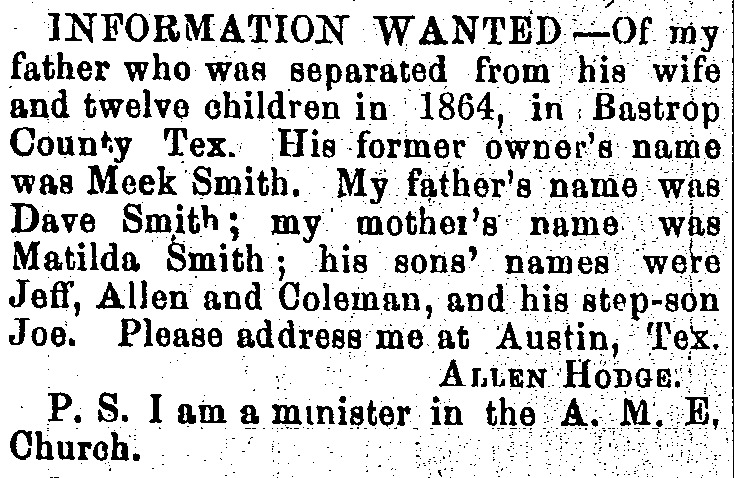 INFORMATION WANTED—Of my
father who was separated from his wife
and twelve children in 1864, in Bastrop
County Tex. His former owner's name
was Meek Smith. My father's name was
Dave Smith; my mother's name was
Matilda Smith; his sons' names were
Jeff, Allen and Coleman, and his step-son
Joe. Please address me at Austin, Tex.
ALLEN HODGE.
P. S. I am a minister in the A. M. E.
Church.